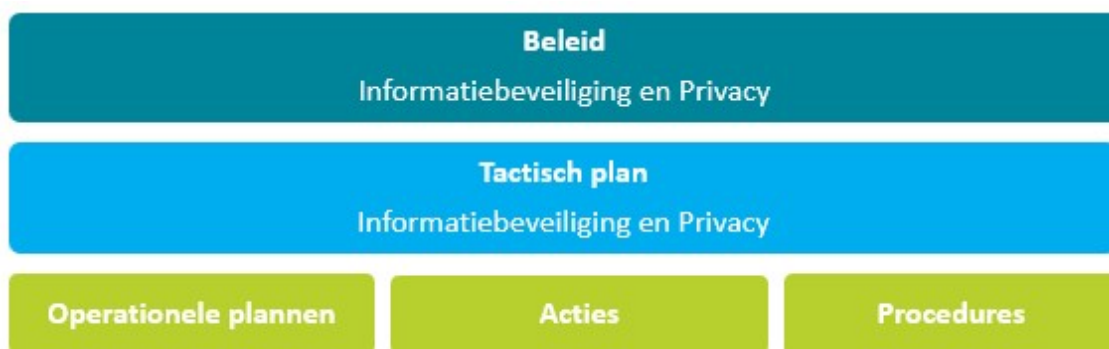 Beleid
Informatiebeveiliging en Privacy
Tactisch plan
Informatiebeveiliging en Privacy
Operationele plannen
Acties
Procedures